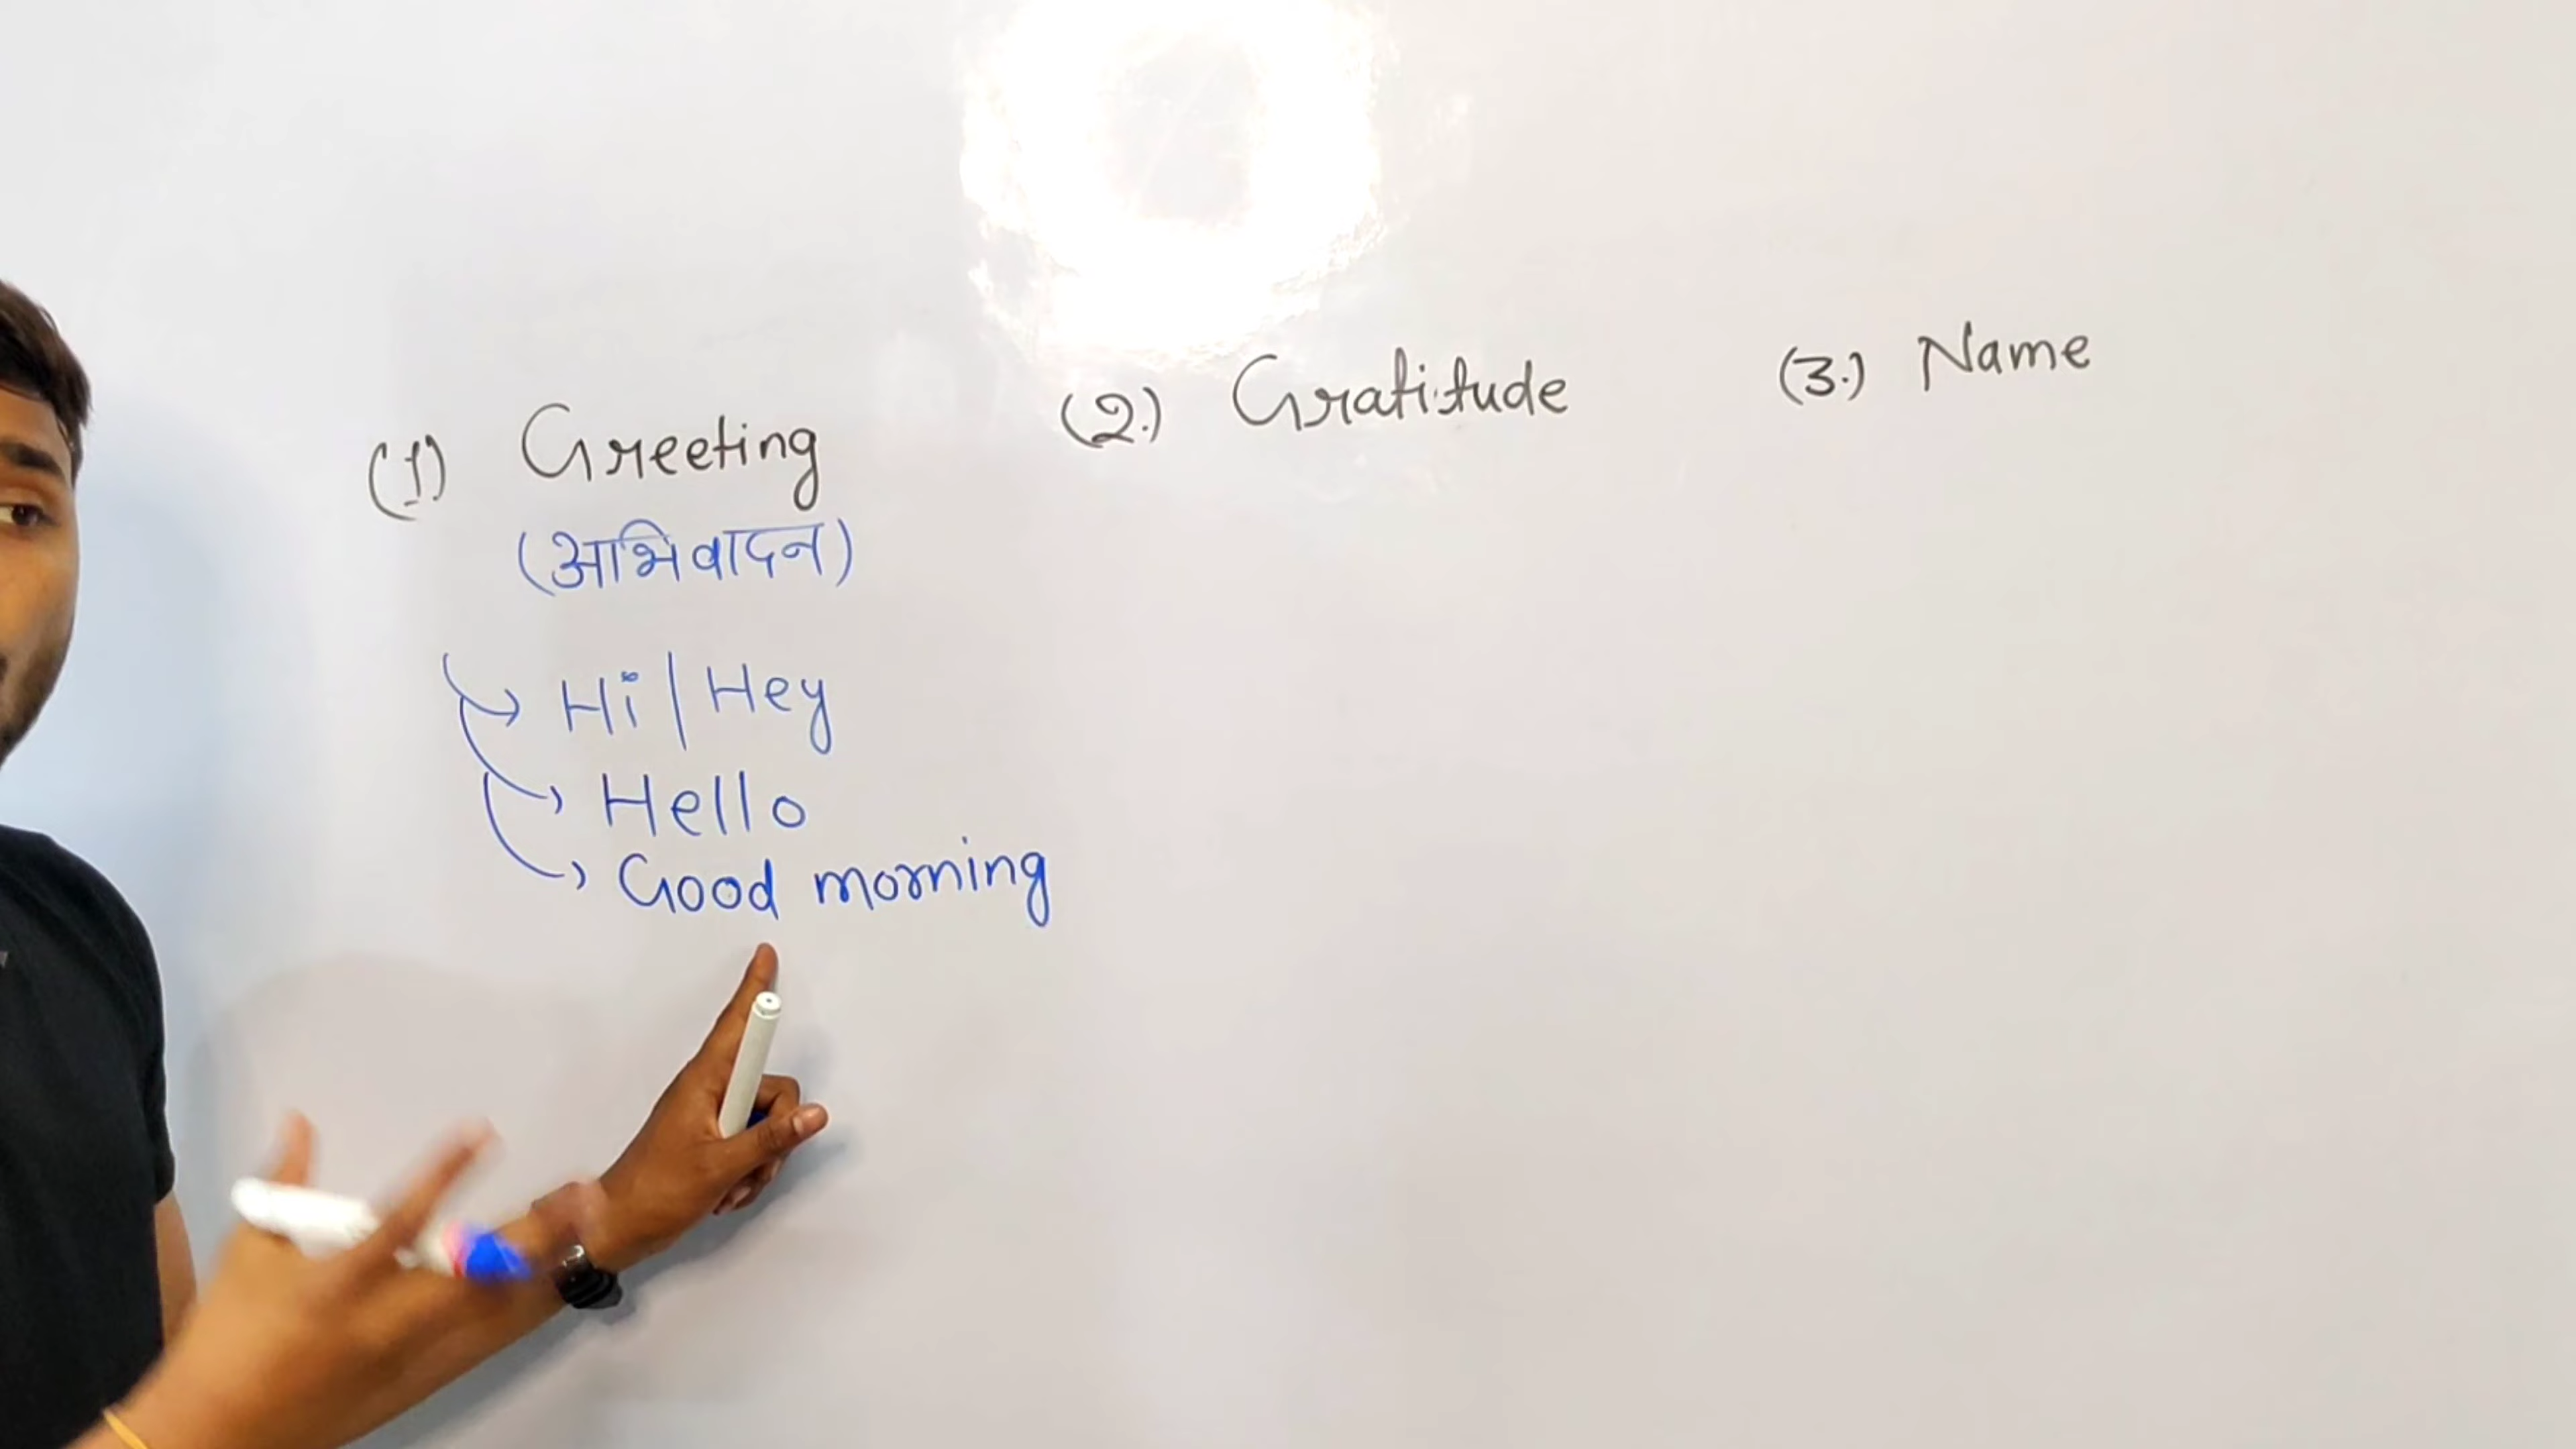 (1) Greeting
(अभिवादन)
Hi | Hey
Hello
Good morning
(2.) Gratitude
(3.) Name